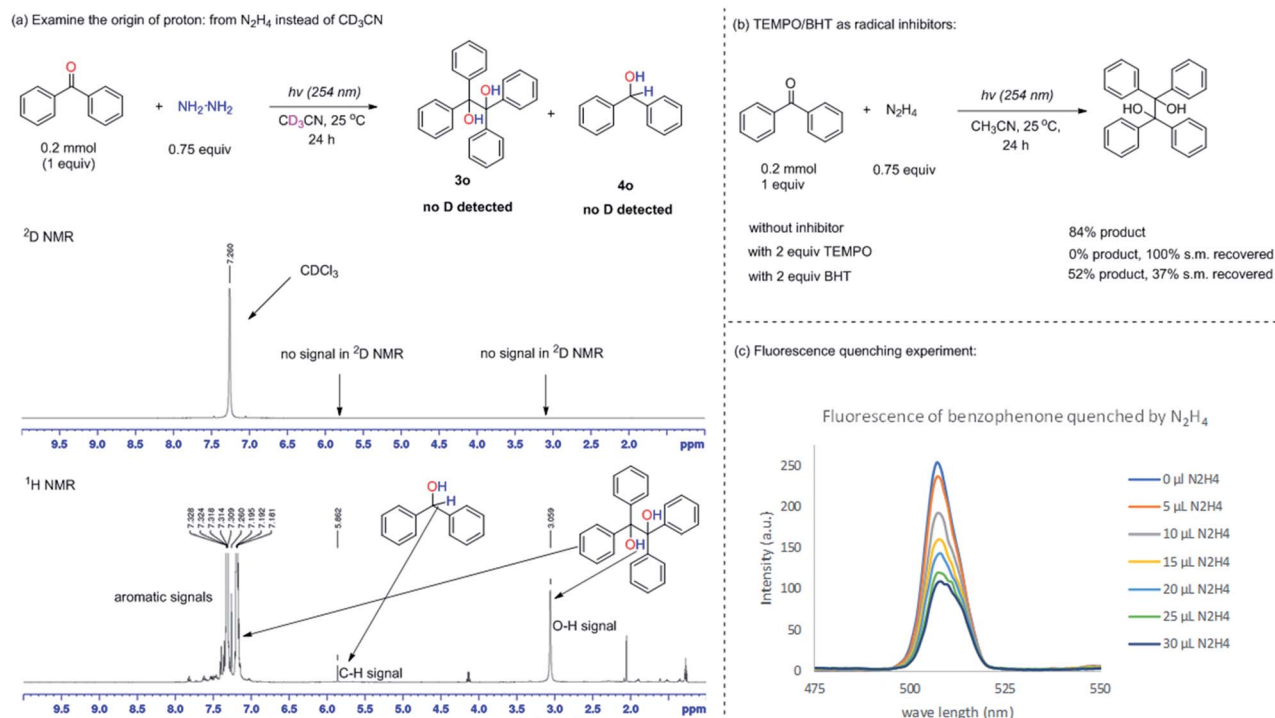 (a) Examine the origin of proton: from N2H4 instead of CD3CN
O
+
NH2-NH2
hv (254 nm)
CD3CN, 25 °C
24 h
0.2 mmol
(1 equiv)
0.75 equiv
OH
OH
+
OH
H
3o
4o
no D detected
no D detected
2D NMR
7.260
CDCl3
no signal in 2D NMR
no signal in 2D NMR
9.5 9.0 8.5 8.0 7.5 7.0 6.5 6.0 5.5 5.0 4.5 4.0 3.5 3.0 2.5 2.0 ppm
1H NMR
7.328
7.324
7.318
7.314
7.309
7.260
7.195
7.192
7.181
5.862
3.059
OH
H
OH
OH
aromatic signals
C-H signal
O-H signal
9.5 9.0 8.5 8.0 7.5 7.0 6.5 6.0 5.5 5.0 4.5 4.0 3.5 3.0 2.5 2.0 ppm
(b) TEMPO/BHT as radical inhibitors:
O
+ N2H4
hv (254 nm)
CH3CN, 25 °C,
24 h
HO OH
0.2 mmol
1 equiv
0.75 equiv
without inhibitor 84% product
with 2 equiv TEMPO 0% product, 100% s.m. recovered
with 2 equiv BHT 52% product, 37% s.m. recovered
(c) Fluorescence quenching experiment:
Fluorescence of benzophenone quenched by N2H4
Intensity (a.u.)
250
200
150
100
50
0
475 500 525 550
wave length (nm)
0 µl N2H4
5 µL N2H4
10 µL N2H4
15 µL N2H4
20 µL N2H4
25 µL N2H4
30 µL N2H4